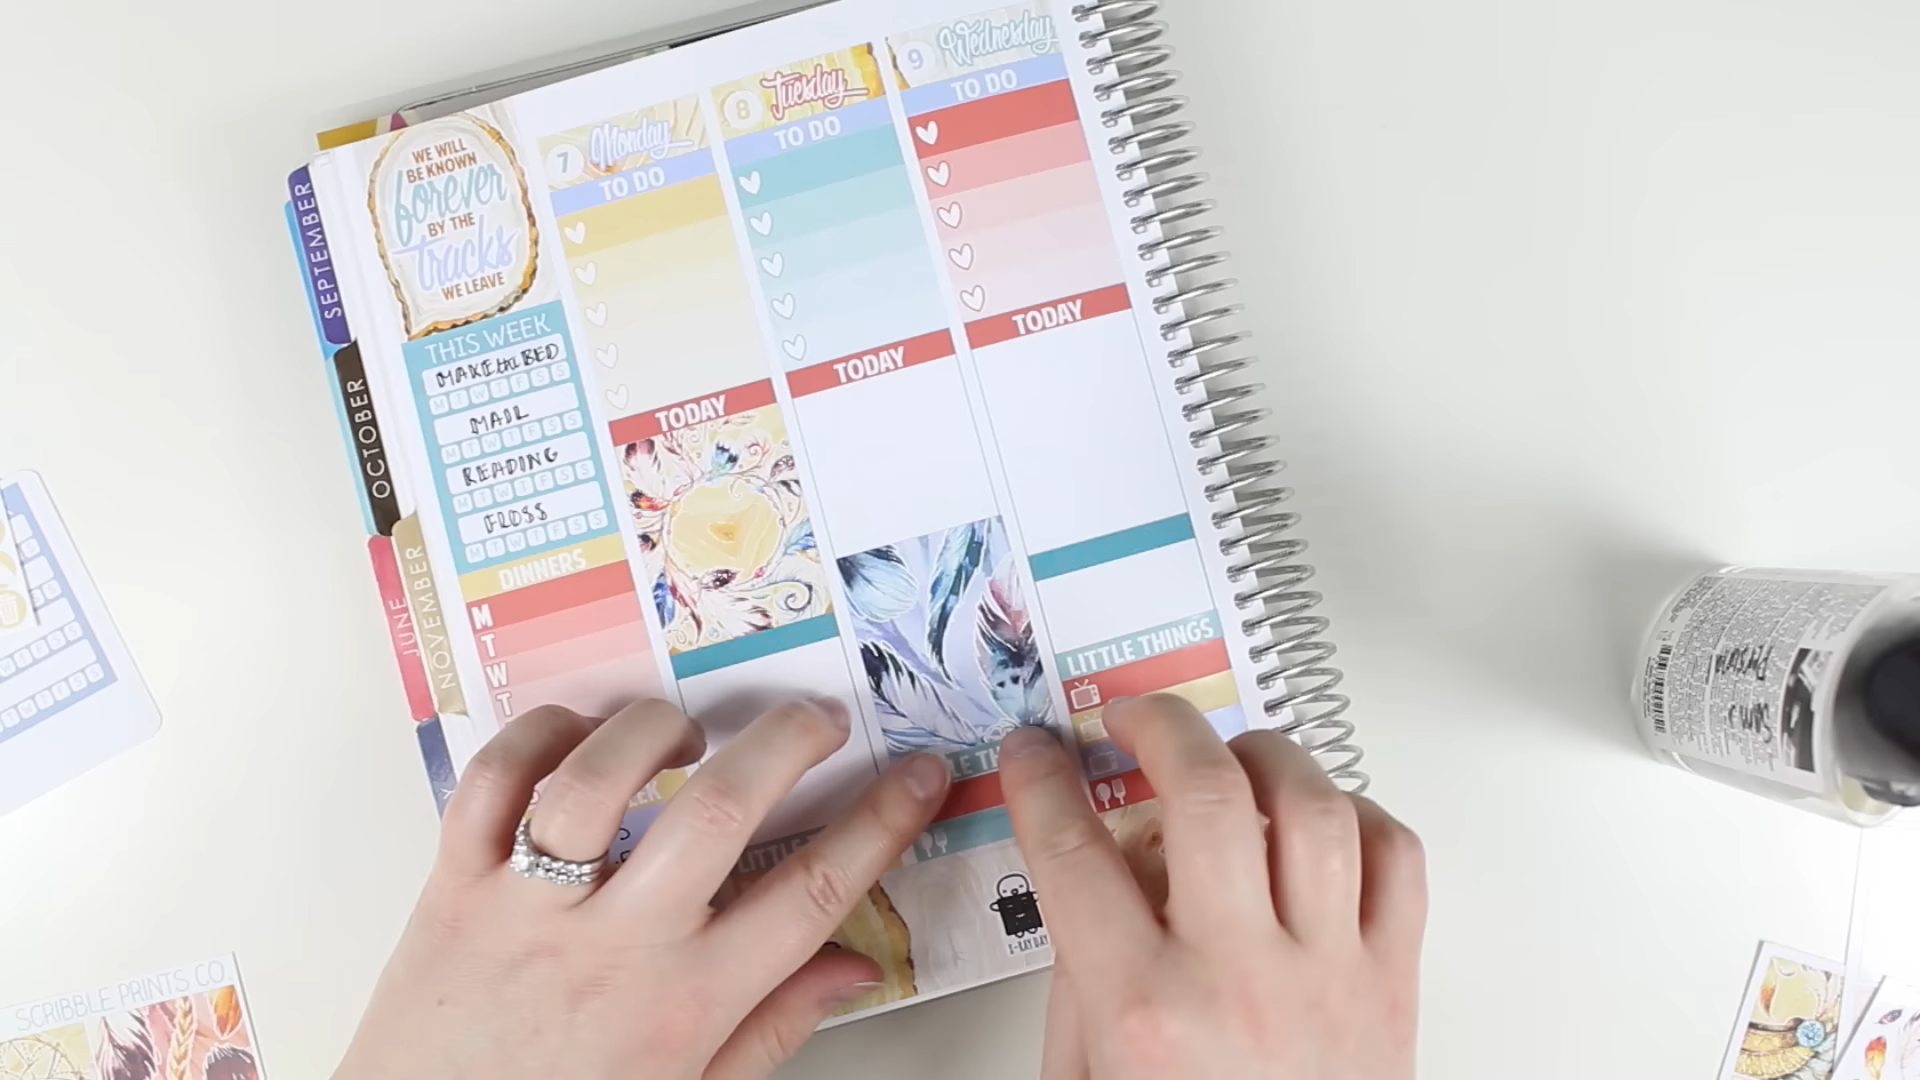 SEPTEMBER
OCTOBER
NOVEMBER
JUNE
WE WILL
BE KNOWN
forever
BY THE
tracks
WE LEAVE
THIS WEEK
MAKE the BED
M T W T F S S
MAIL
M T W T F S S
READING
M T W T F S S
FLOSS
M T W T F S S
DINNERS
M
T
W
T
7 Monday
TO DO
TODAY
8 Tuesday
TO DO
TODAY
X-RAY DAY
9 Wednesday
TO DO
TODAY
LITTLE THINGS
SCRIBBLE PRINTS CO.